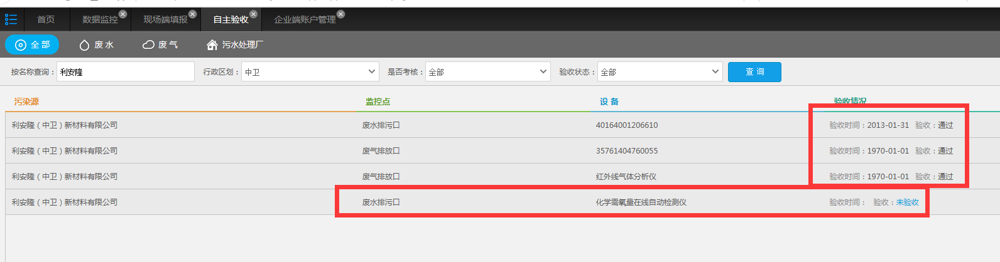 首页 数据监控 现场端填报 自主验收 企业端账户管理
全部 废水 废气 污水处理厂
按名称查询： 利安隆 行政区划： 中卫 是否考核： 全部 验收状态： 全部 查询
污染源 监控点 设备 验收情况
利安隆（中卫）新材料有限公司 废水排污口 40164001206610 验收时间：2013-01-31 验收：通过
利安隆（中卫）新材料有限公司 废气排放口 35761404760055 验收时间：1970-01-01 验收：通过
利安隆（中卫）新材料有限公司 废气排放口 红外线气体分析仪 验收时间：1970-01-01 验收：通过
利安隆（中卫）新材料有限公司 废水排污口 化学需氧量在线自动检测仪 验收时间： 验收：未验收